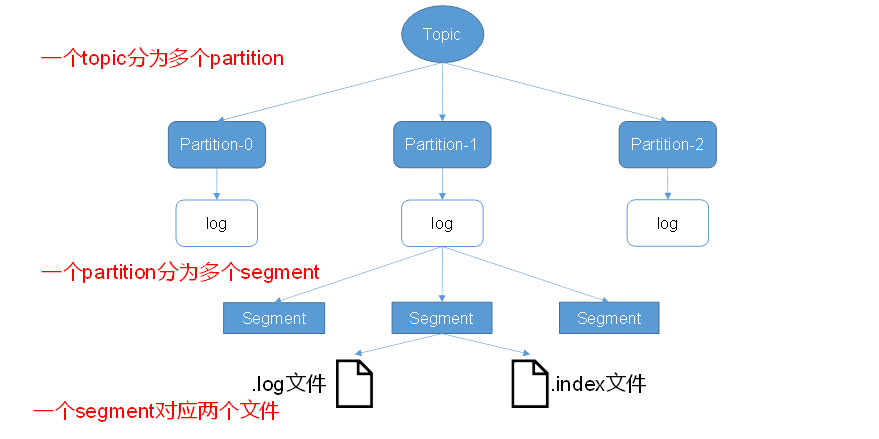 Topic
一个topic分为多个partition
Partition-0
Partition-1
Partition-2
log
log
log
一个partition分为多个segment
Segment
Segment
Segment
.log文件
.index文件
一个segment对应两个文件